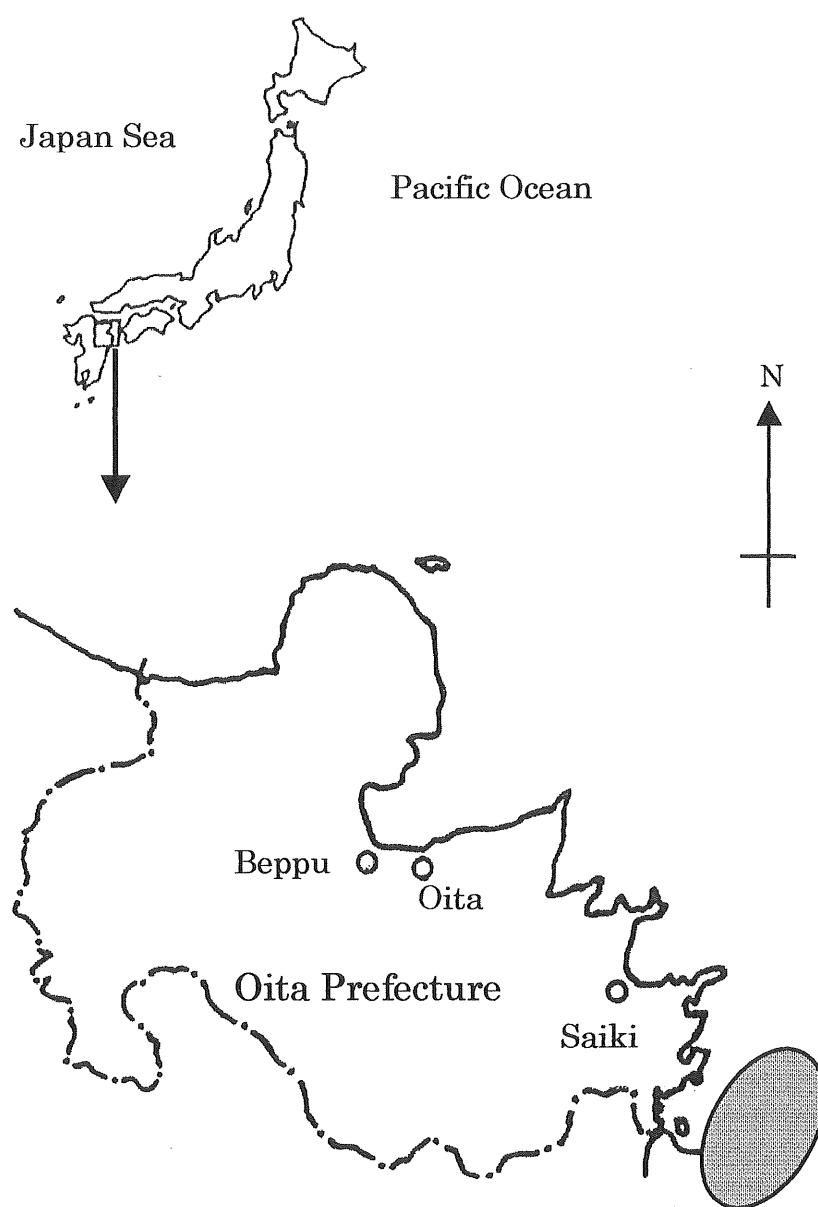 Japan Sea
Pacific Ocean
N
Beppu
Oita
Oita Prefecture
Saiki